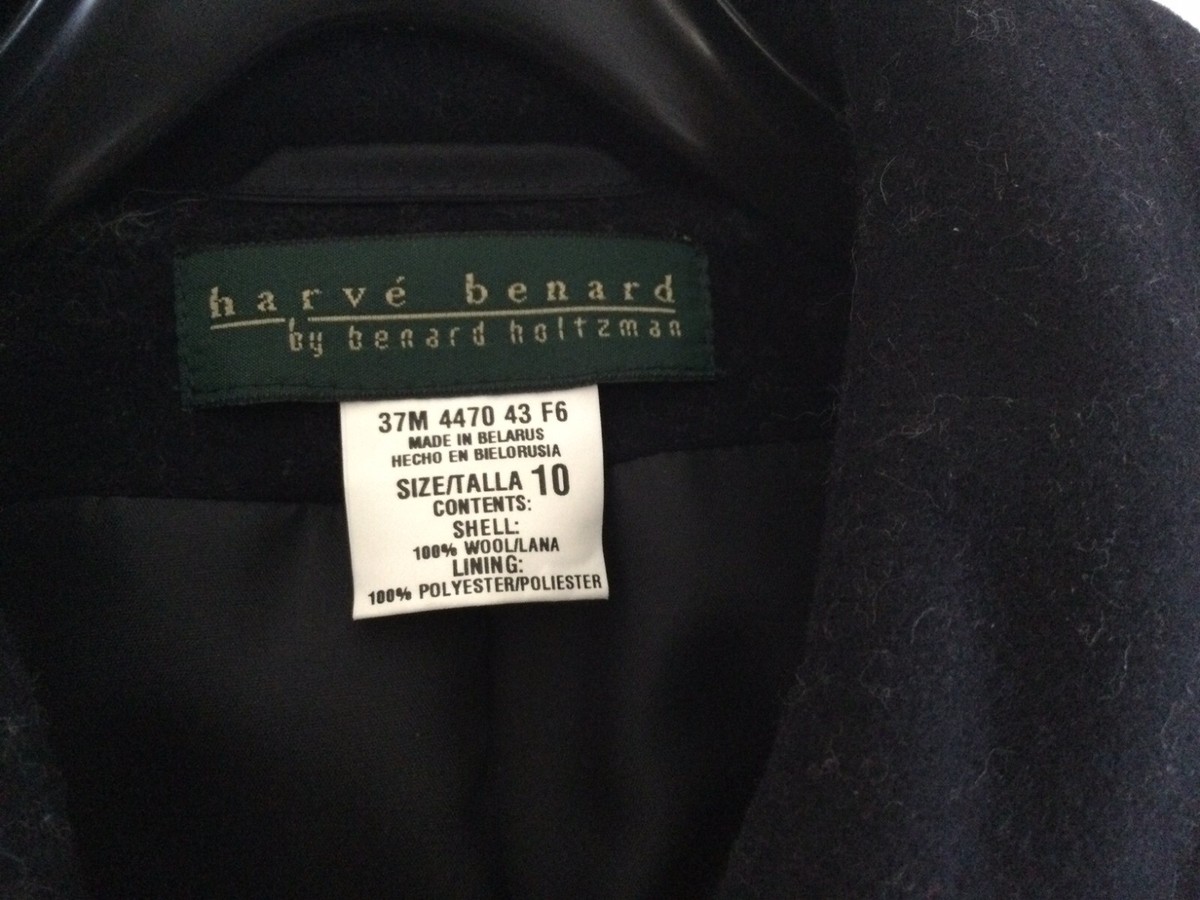 harvé benard
by benard holtzman
37M 4470 43 F6
MADE IN BELARUS
HECHO EN BIELORUSIA
SIZE/TALLA 10
CONTENTS:
SHELL:
100% WOOL/LANA
LINING:
100% POLYESTER/POLIESTER